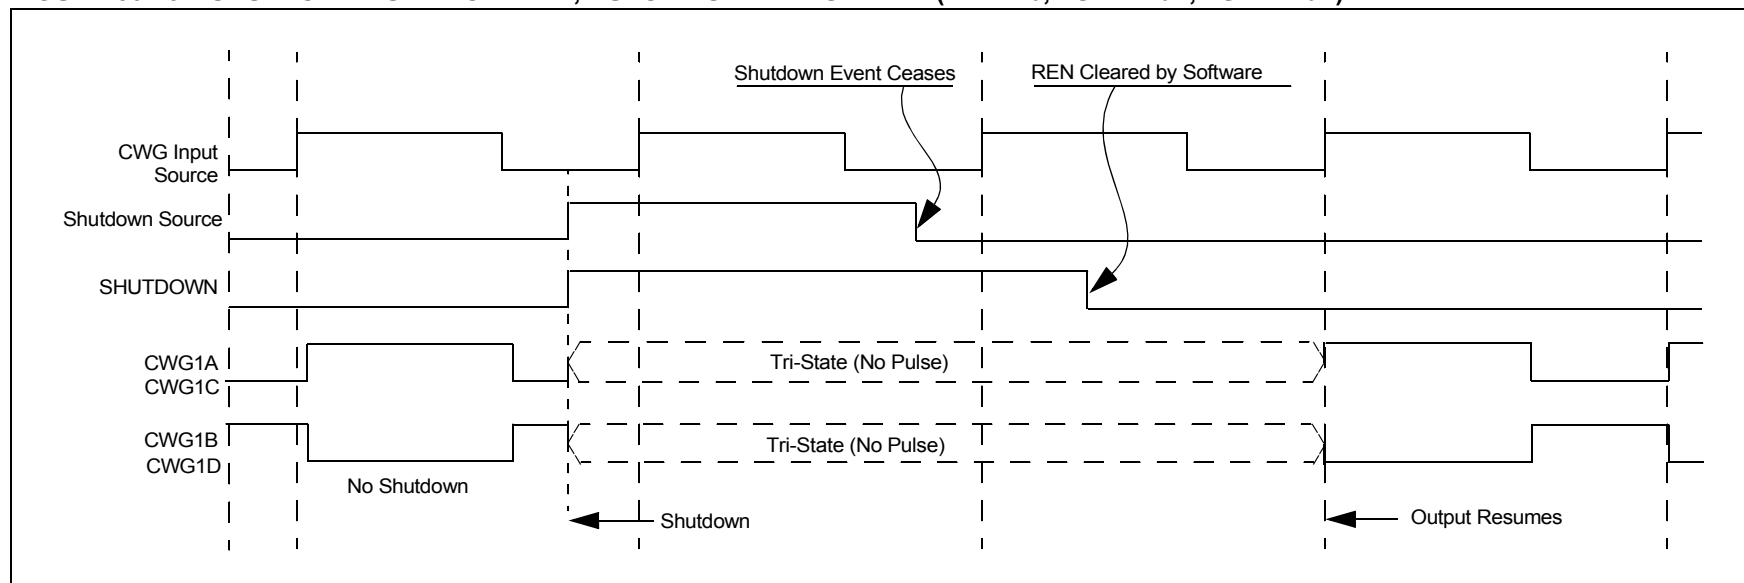 Shutdown Event Ceases
REN Cleared by Software
CWG Input
Source
Shutdown Source
SHUTDOWN
CWG1A
CWG1C
Tri-State (No Pulse)
CWG1B
CWG1D
Tri-State (No Pulse)
No Shutdown
Shutdown
Output Resumes